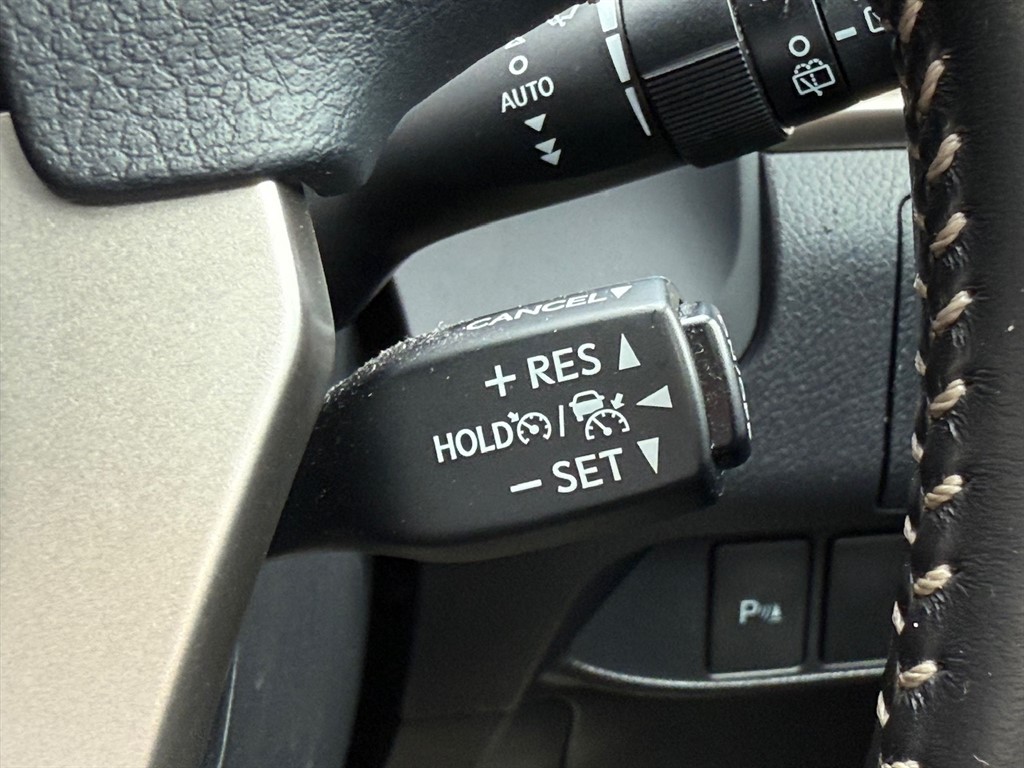 AUTO
CANCEL
+ RES
HOLD /
- SET
P